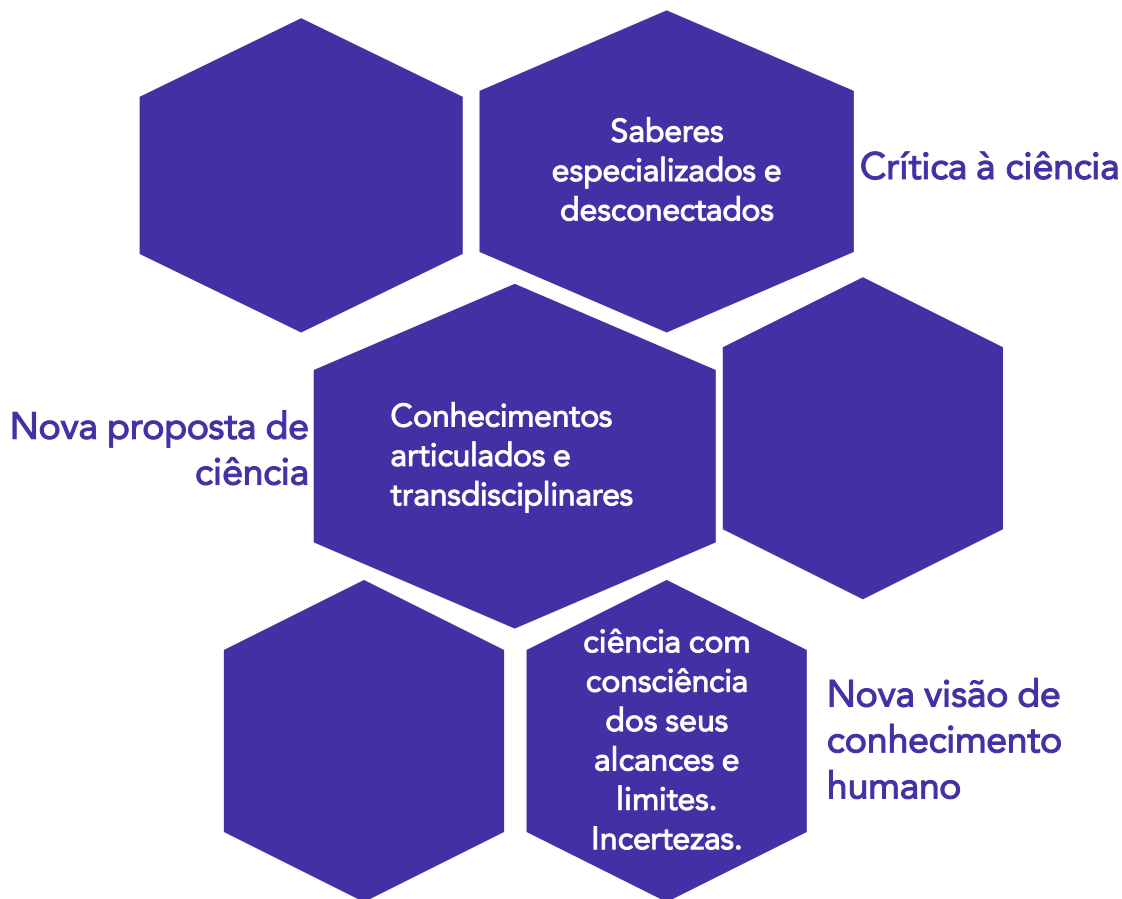 Saberes
especializados e
desconectados
Crítica à ciência
Nova proposta de
ciência
Conhecimentos
articulados e
transdisciplinares
ciência com
consciência
dos seus
alcances e
limites.
Incertezas.
Nova visão de
conhecimento
humano